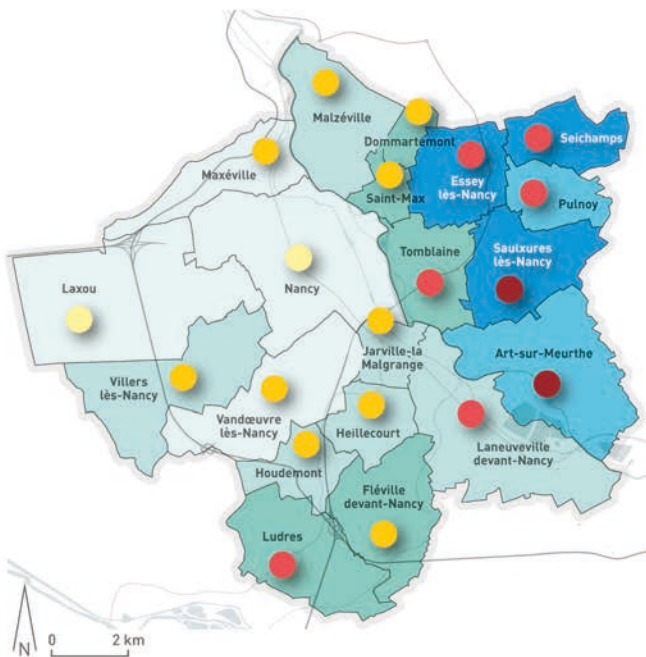 Malzéville
Dommartemont
Seichamps
Maxéville
Essey
lès-Nancy
Saint-Max
Pulnoy
Tomblaine
Saulxures
lès-Nancy
Laxou
Nancy
Jarville-la
Malgrange
Art-sur-Meurthe
Villers
lès-Nancy
Vandœuvre
lès-Nancy
Heillecourt
Laneuveville
devant-Nancy
Houdemont
Fléville
devant-Nancy
Ludres
N
0 2 km